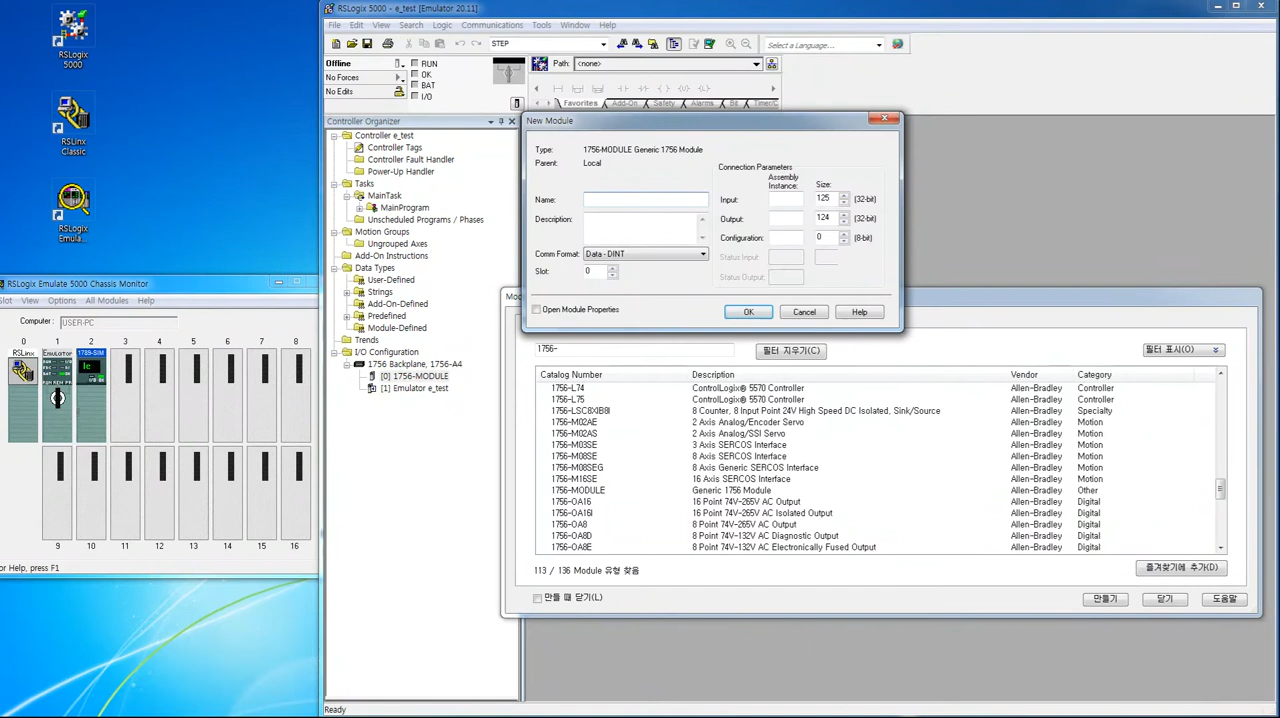 RSLogix
5000
RSLinx
Classic
RSLogix
Emula...
RSLogix 5000 - e_test [Emulator 20.11]
File Edit View Search Logic Communications Tools Window Help
STEP
Select a Language...
Offline
RUN
No Forces
OK
No Edits
BAT
I/O
Path: <none>
Favorites Add-On Safety Alarms Bit Timer/C
Controller Organizer
Controller e_test
Controller Tags
Controller Fault Handler
Power-Up Handler
Tasks
MainTask
MainProgram
Unscheduled Programs / Phases
Motion Groups
Ungrouped Axes
Add-On Instructions
Data Types
User-Defined
Strings
Add-On-Defined
Predefined
Module-Defined
Trends
I/O Configuration
1756 Backplane, 1756-A4
[0] 1756-MODULE
[1] Emulator e_test
Ready
New Module
Type: 1756-MODULE Generic 1756 Module
Parent: Local
Connection Parameters
Assembly
Instance:
Size:
Name:
Input: 125 (32-bit)
Description:
Output: 124 (32-bit)
Configuration: 0 (8-bit)
Comm Format: Data - DINT
Status Input:
Slot: 0
Status Output:
Open Module Properties
OK Cancel Help
1756-
필터 지우기(C)
필터 표시(O)
Catalog Number Description Vendor Category
1756-L74 ControlLogix® 5570 Controller Allen-Bradley Controller
1756-L75 ControlLogix® 5570 Controller Allen-Bradley Controller
1756-LSC8XIB8I 8 Counter, 8 Input Point 24V High Speed DC Isolated, Sink/Source Allen-Bradley Specialty
1756-M02AE 2 Axis Analog/Encoder Servo Allen-Bradley Motion
1756-M02AS 2 Axis Analog/SSI Servo Allen-Bradley Motion
1756-M03SE 3 Axis SERCOS Interface Allen-Bradley Motion
1756-M08SE 8 Axis SERCOS Interface Allen-Bradley Motion
1756-M08SEG 8 Axis Generic SERCOS Interface Allen-Bradley Motion
1756-M16SE 16 Axis SERCOS Interface Allen-Bradley Motion
1756-MODULE Generic 1756 Module Allen-Bradley Other
1756-OA16 16 Point 74V-265V AC Output Allen-Bradley Digital
1756-OA16I 16 Point 74V-265V AC Isolated Output Allen-Bradley Digital
1756-OA8 8 Point 74V-265V AC Output Allen-Bradley Digital
1756-OA8D 8 Point 74V-132V AC Diagnostic Output Allen-Bradley Digital
1756-OA8E 8 Point 74V-132V AC Electronically Fused Output Allen-Bradley Digital
113 / 136 Module 유형 찾음
즐겨찾기에 추가(D)
만들 때 닫기(L)
만들기 닫기 도움말
RSLogix Emulate 5000 Chassis Monitor
Slot View Options All Modules Help
Computer : USER-PC
0 1 2 3 4 5 6 7 8
RSLinx Emulator 1789-SIM
9 10 11 12 13 14 15 16
or Help, press F1